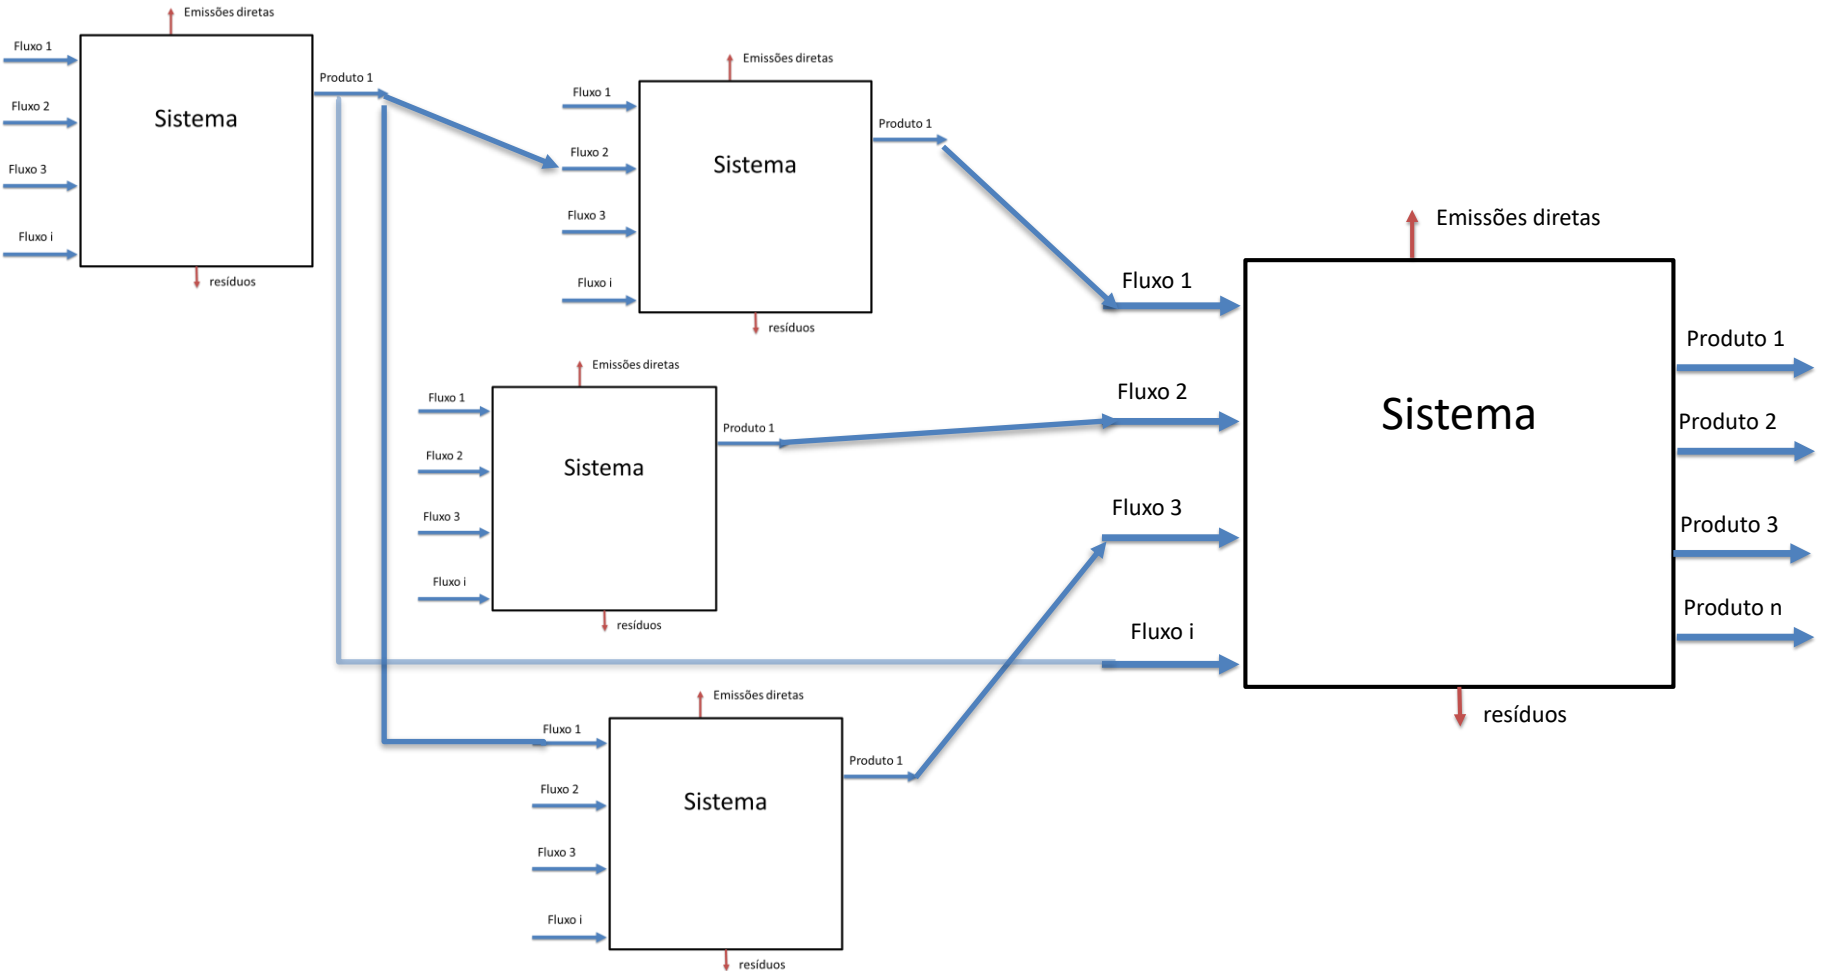 Emissões diretas
Fluxo 1
Produto 1
Fluxo 2
Sistema
Fluxo 3
Fluxo i
resíduos
Emissões diretas
Fluxo 1
Produto 1
Fluxo 2
Sistema
Fluxo 3
Fluxo i
resíduos
Emissões diretas
Fluxo 1
Produto 1
Fluxo 2
Sistema
Fluxo 3
Fluxo i
resíduos
Emissões diretas
Fluxo 1
Produto 1
Fluxo 2
Sistema
Fluxo 3
Fluxo i
resíduos
Emissões diretas
Fluxo 1
Fluxo 2
Fluxo 3
Fluxo i
Sistema
Produto 1
Produto 2
Produto 3
Produto n
resíduos